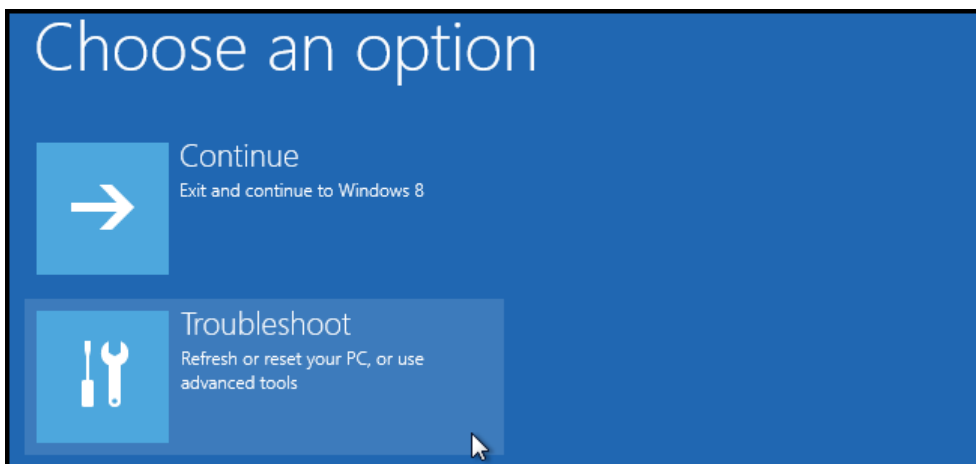 Choose an option
Continue
Exit and continue to Windows 8
Troubleshoot
Refresh or reset your PC, or use
advanced tools